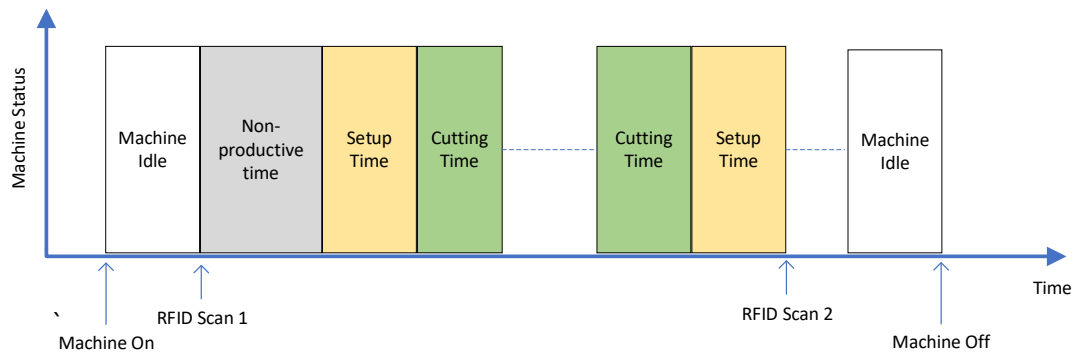 Machine Status
Machine
Idle
Non-
productive
time
Setup
Time
Cutting
Time
Cutting
Time
Setup
Time
Machine
Idle
Time
RFID Scan 1
RFID Scan 2
`
Machine On
Machine Off